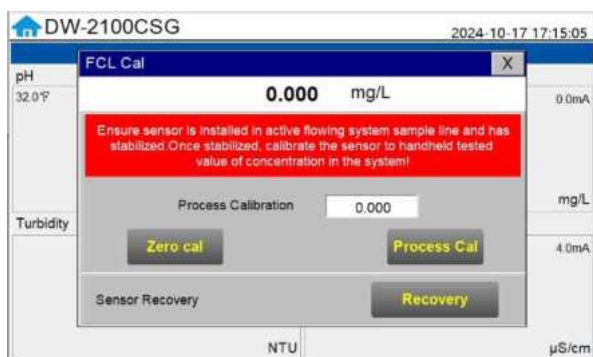 DW-2100CSG
2024-10-17 17:15:05
FCL Cal
X
pH
32.0°F
0.000 mg/L
0.0mA
Ensure sensor is installed in active flowing system sample line and has
stabilized.Once stabilized, calibrate the sensor to handheld tested
value of concentration in the system!
Process Calibration 0.000
mg/L
Turbidity
Zero cal
Process Cal
4.0mA
Sensor Recovery
Recovery
NTU
µS/cm